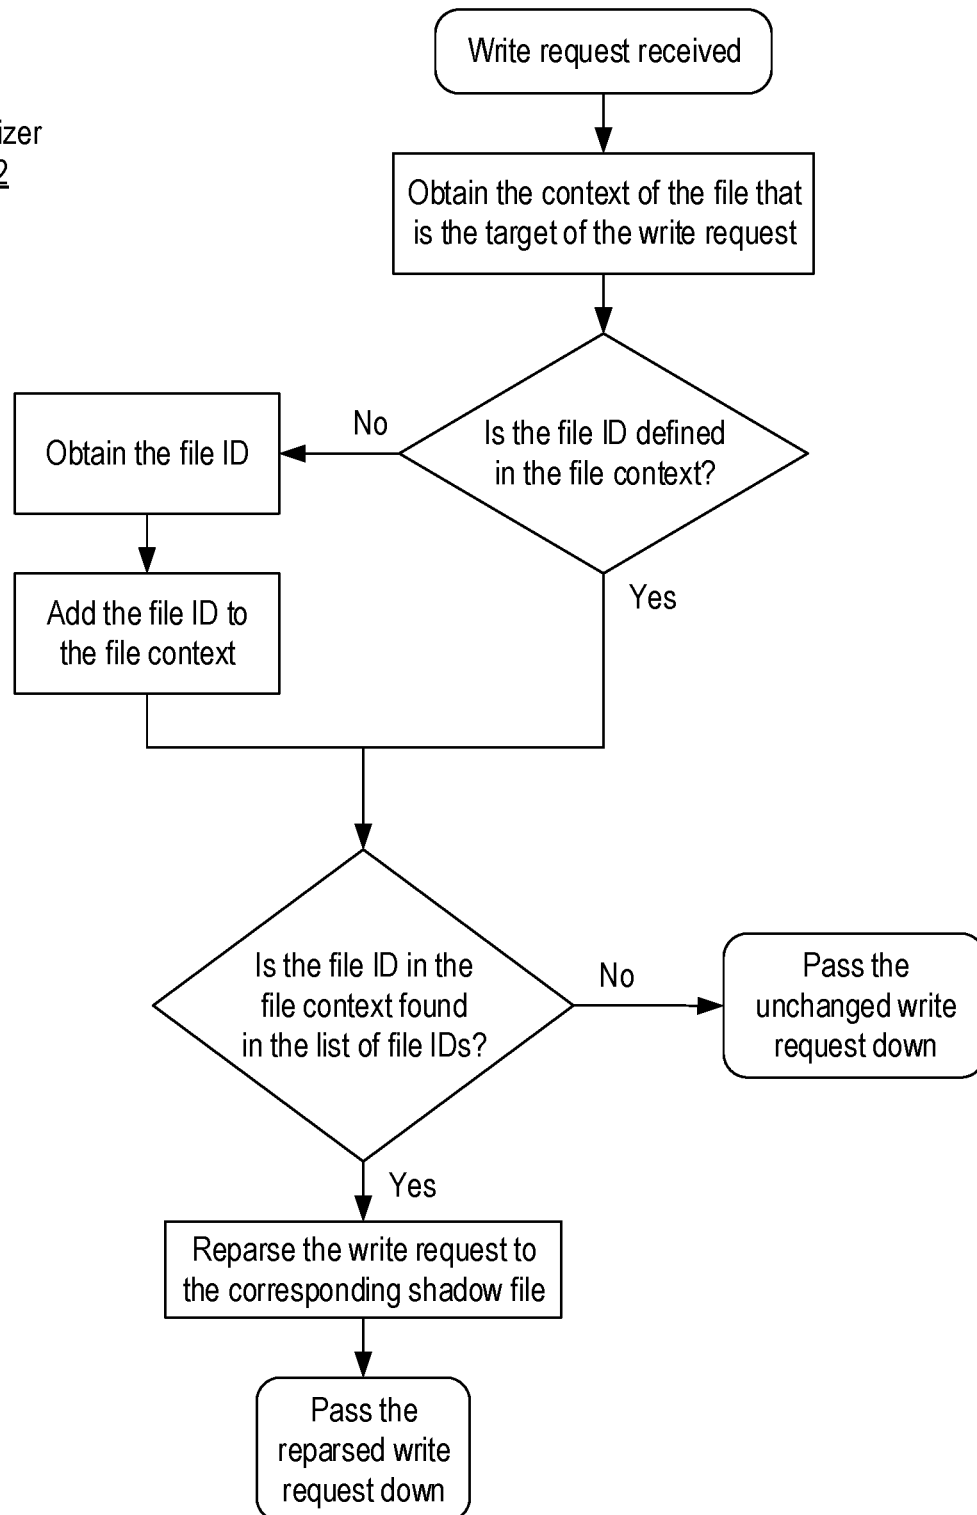 Write request received
izer
2
Obtain the context of the file that
is the target of the write request
No
Is the file ID defined
in the file context?
Obtain the file ID
Yes
Add the file ID to
the file context
Is the file ID in the
file context found
in the list of file IDs?
No
Pass the
unchanged write
request down
Yes
Reparse the write request to
the corresponding shadow file
Pass the
reparsed write
request down